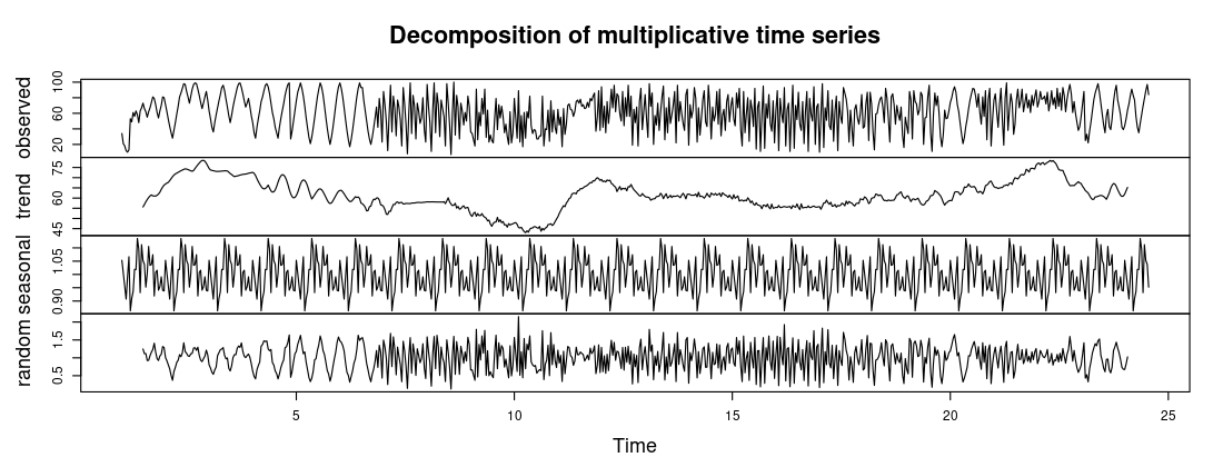 Decomposition of multiplicative time series
observed
20 60 100
trend
45 60 75
seasonal
0.90 1.05
random
0.5 1.5
5 10 15 20 25
Time